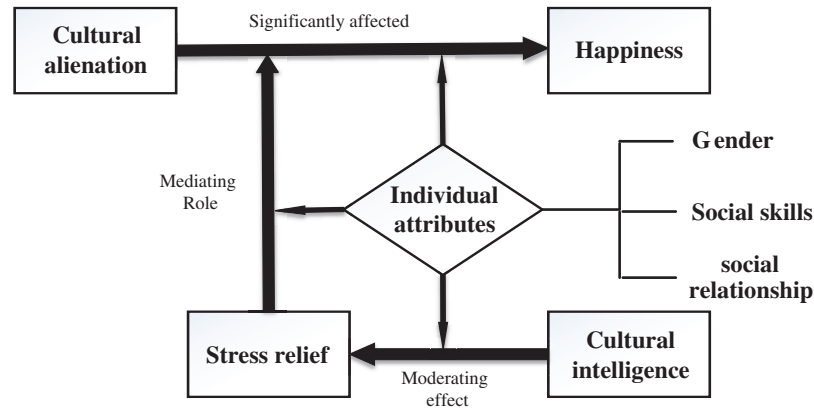 Significantly affected
Cultural
alienation
Happiness
Gender
Mediating
Role
Individual
attributes
Social skills
social
relationship
Stress relief
Cultural
intelligence
Moderating
effect